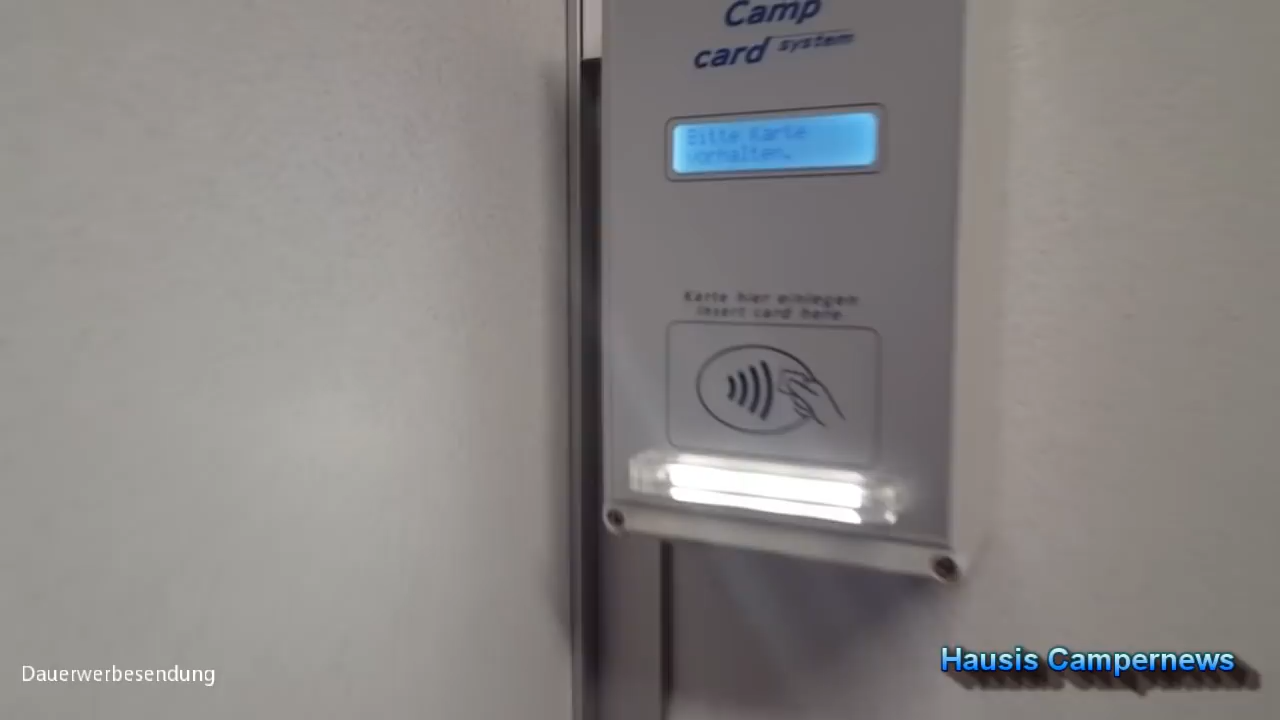 Camp
card system
Bitte Karte
vorhalten.
Karte hier einlegen
Insert card here
Dauerwerbesendung
Hausis Campernews